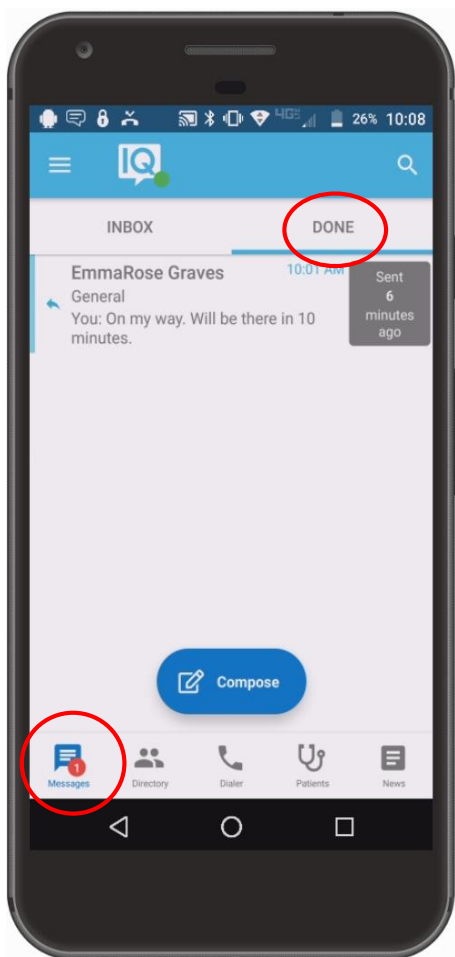 4G 26% 10:08
IQ
INBOX DONE
EmmaRose Graves 10:01 AM
General
You: On my way. Will be there in 10
minutes.
Sent
6
minutes
ago
Compose
1
Messages Directory Dialer Patients News